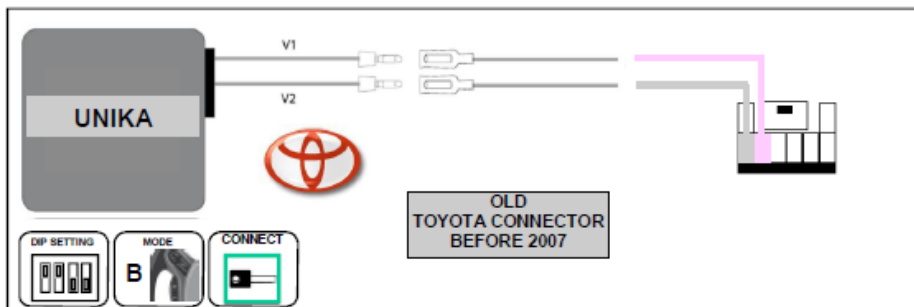 V1
V2
UNIKA
OLD
TOYOTA CONNECTOR
BEFORE 2007
DIP SETTING
MODE
B
CONNECT